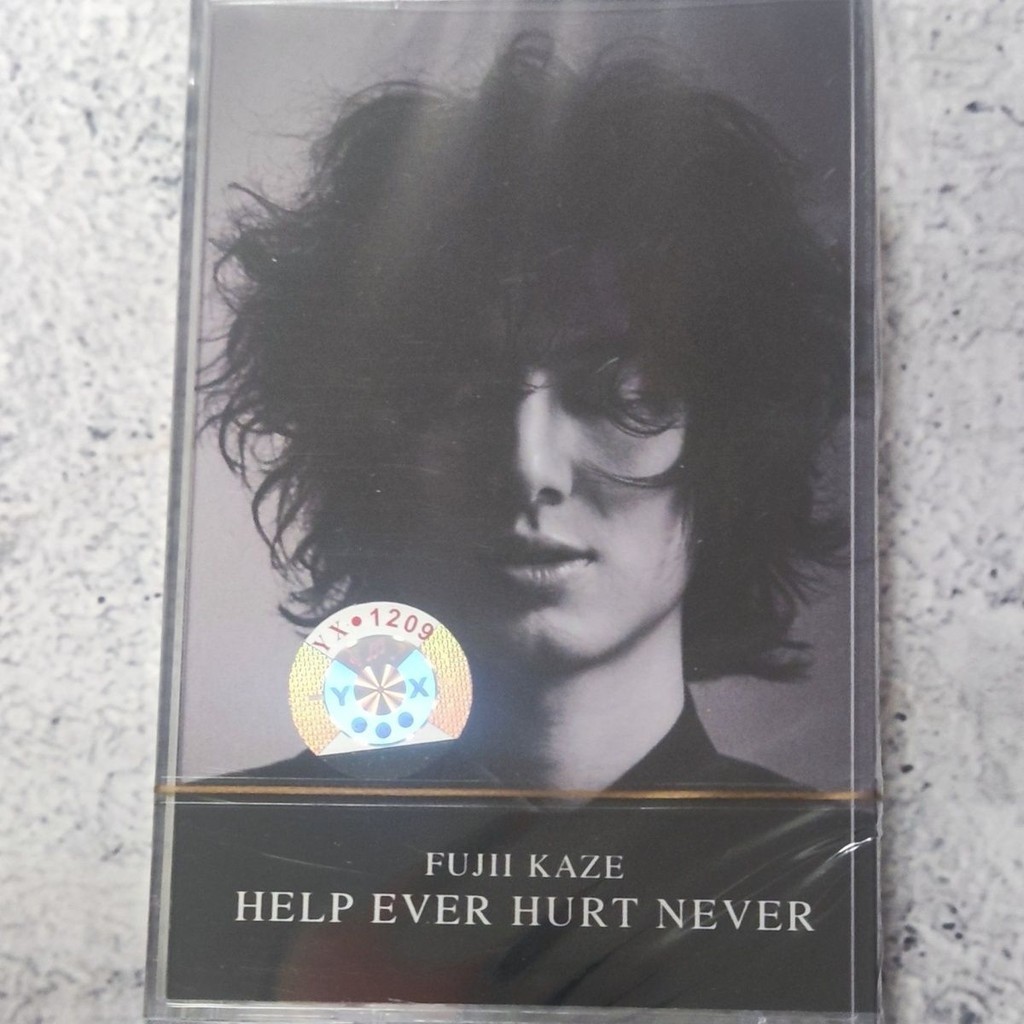 YX•1209
Y X
FUJII KAZE
HELP EVER HURT NEVER